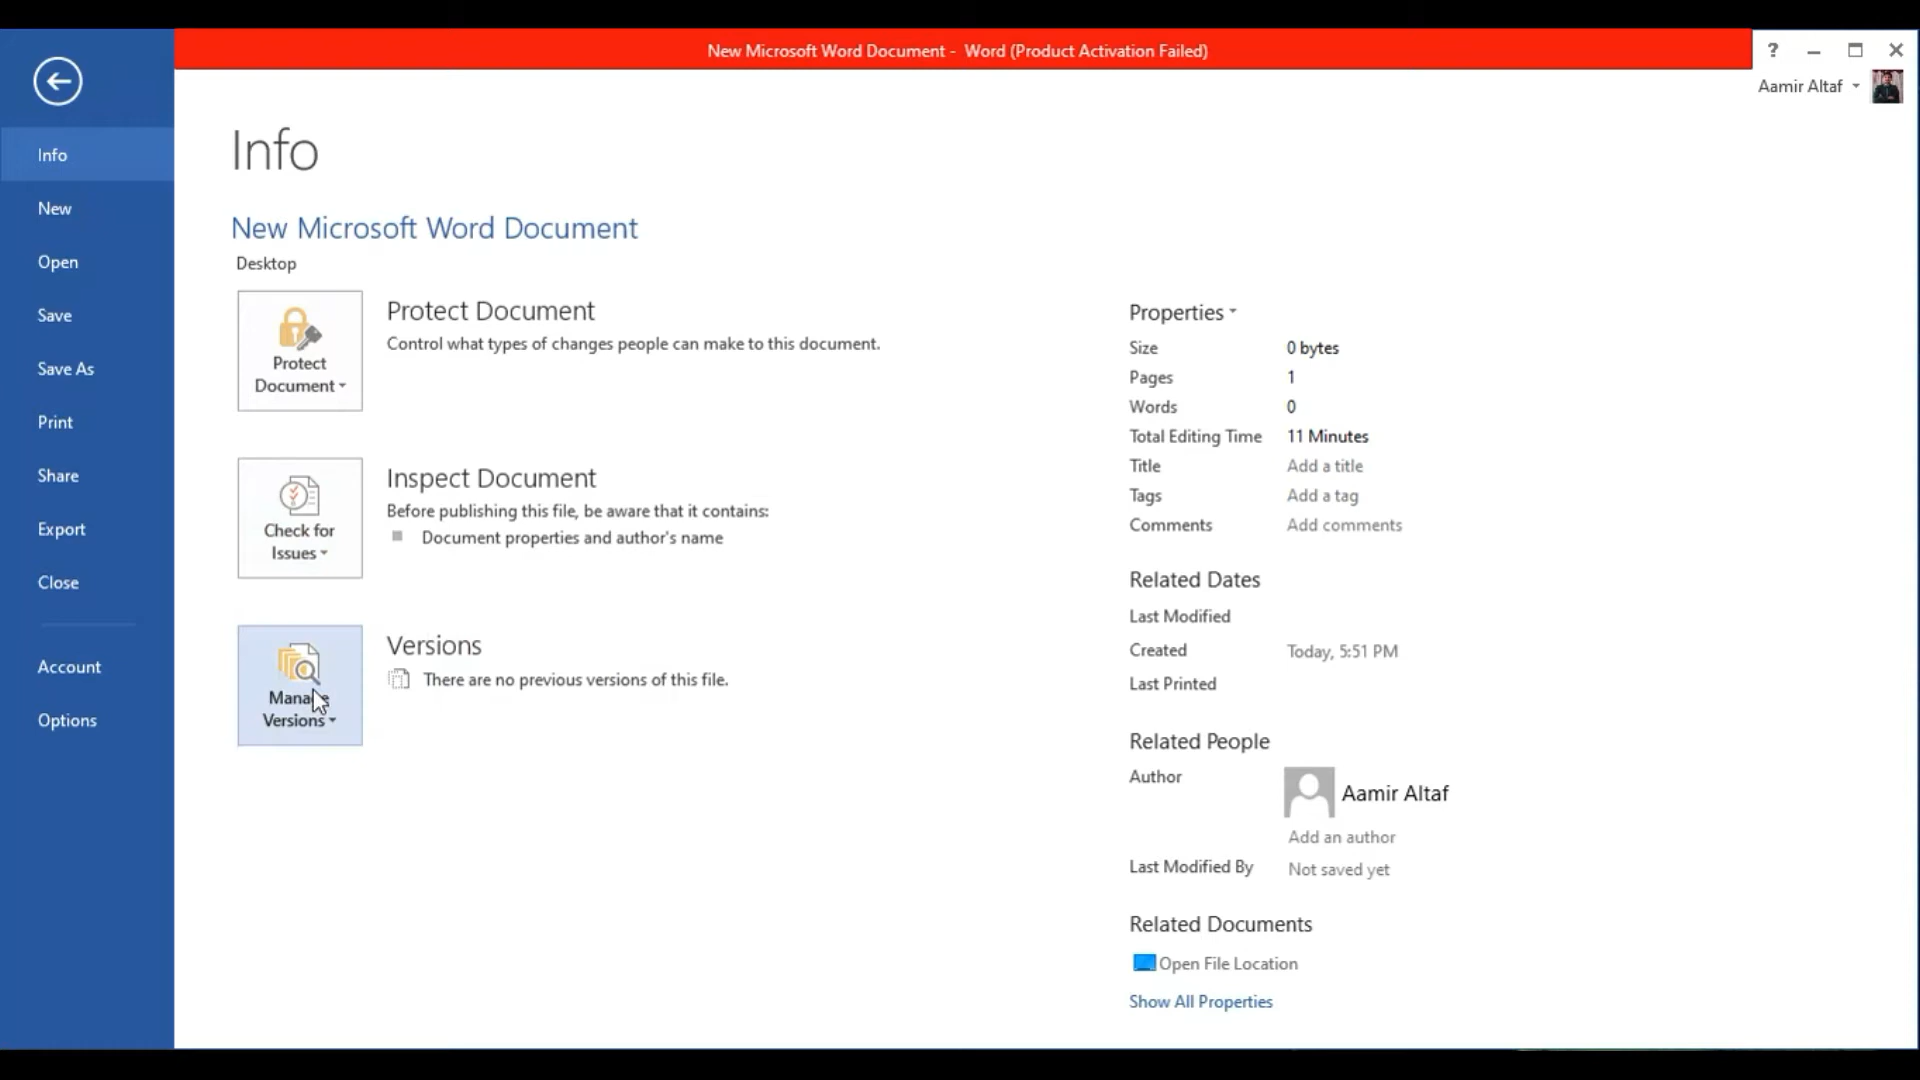 New Microsoft Word Document - Word (Product Activation Failed)
?
Aamir Altaf
Info
New
Open
Save
Save As
Print
Share
Export
Close
Account
Options
Info
New Microsoft Word Document
Desktop
Protect
Document
Protect Document
Control what types of changes people can make to this document.
Check for
Issues
Inspect Document
Before publishing this file, be aware that it contains:
Document properties and author's name
Manage
Versions
Versions
There are no previous versions of this file.
Properties
Size 0 bytes
Pages 1
Words 0
Total Editing Time 11 Minutes
Title Add a title
Tags Add a tag
Comments Add comments
Related Dates
Last Modified
Created Today, 5:51 PM
Last Printed
Related People
Author Aamir Altaf
Add an author
Last Modified By Not saved yet
Related Documents
Open File Location
Show All Properties